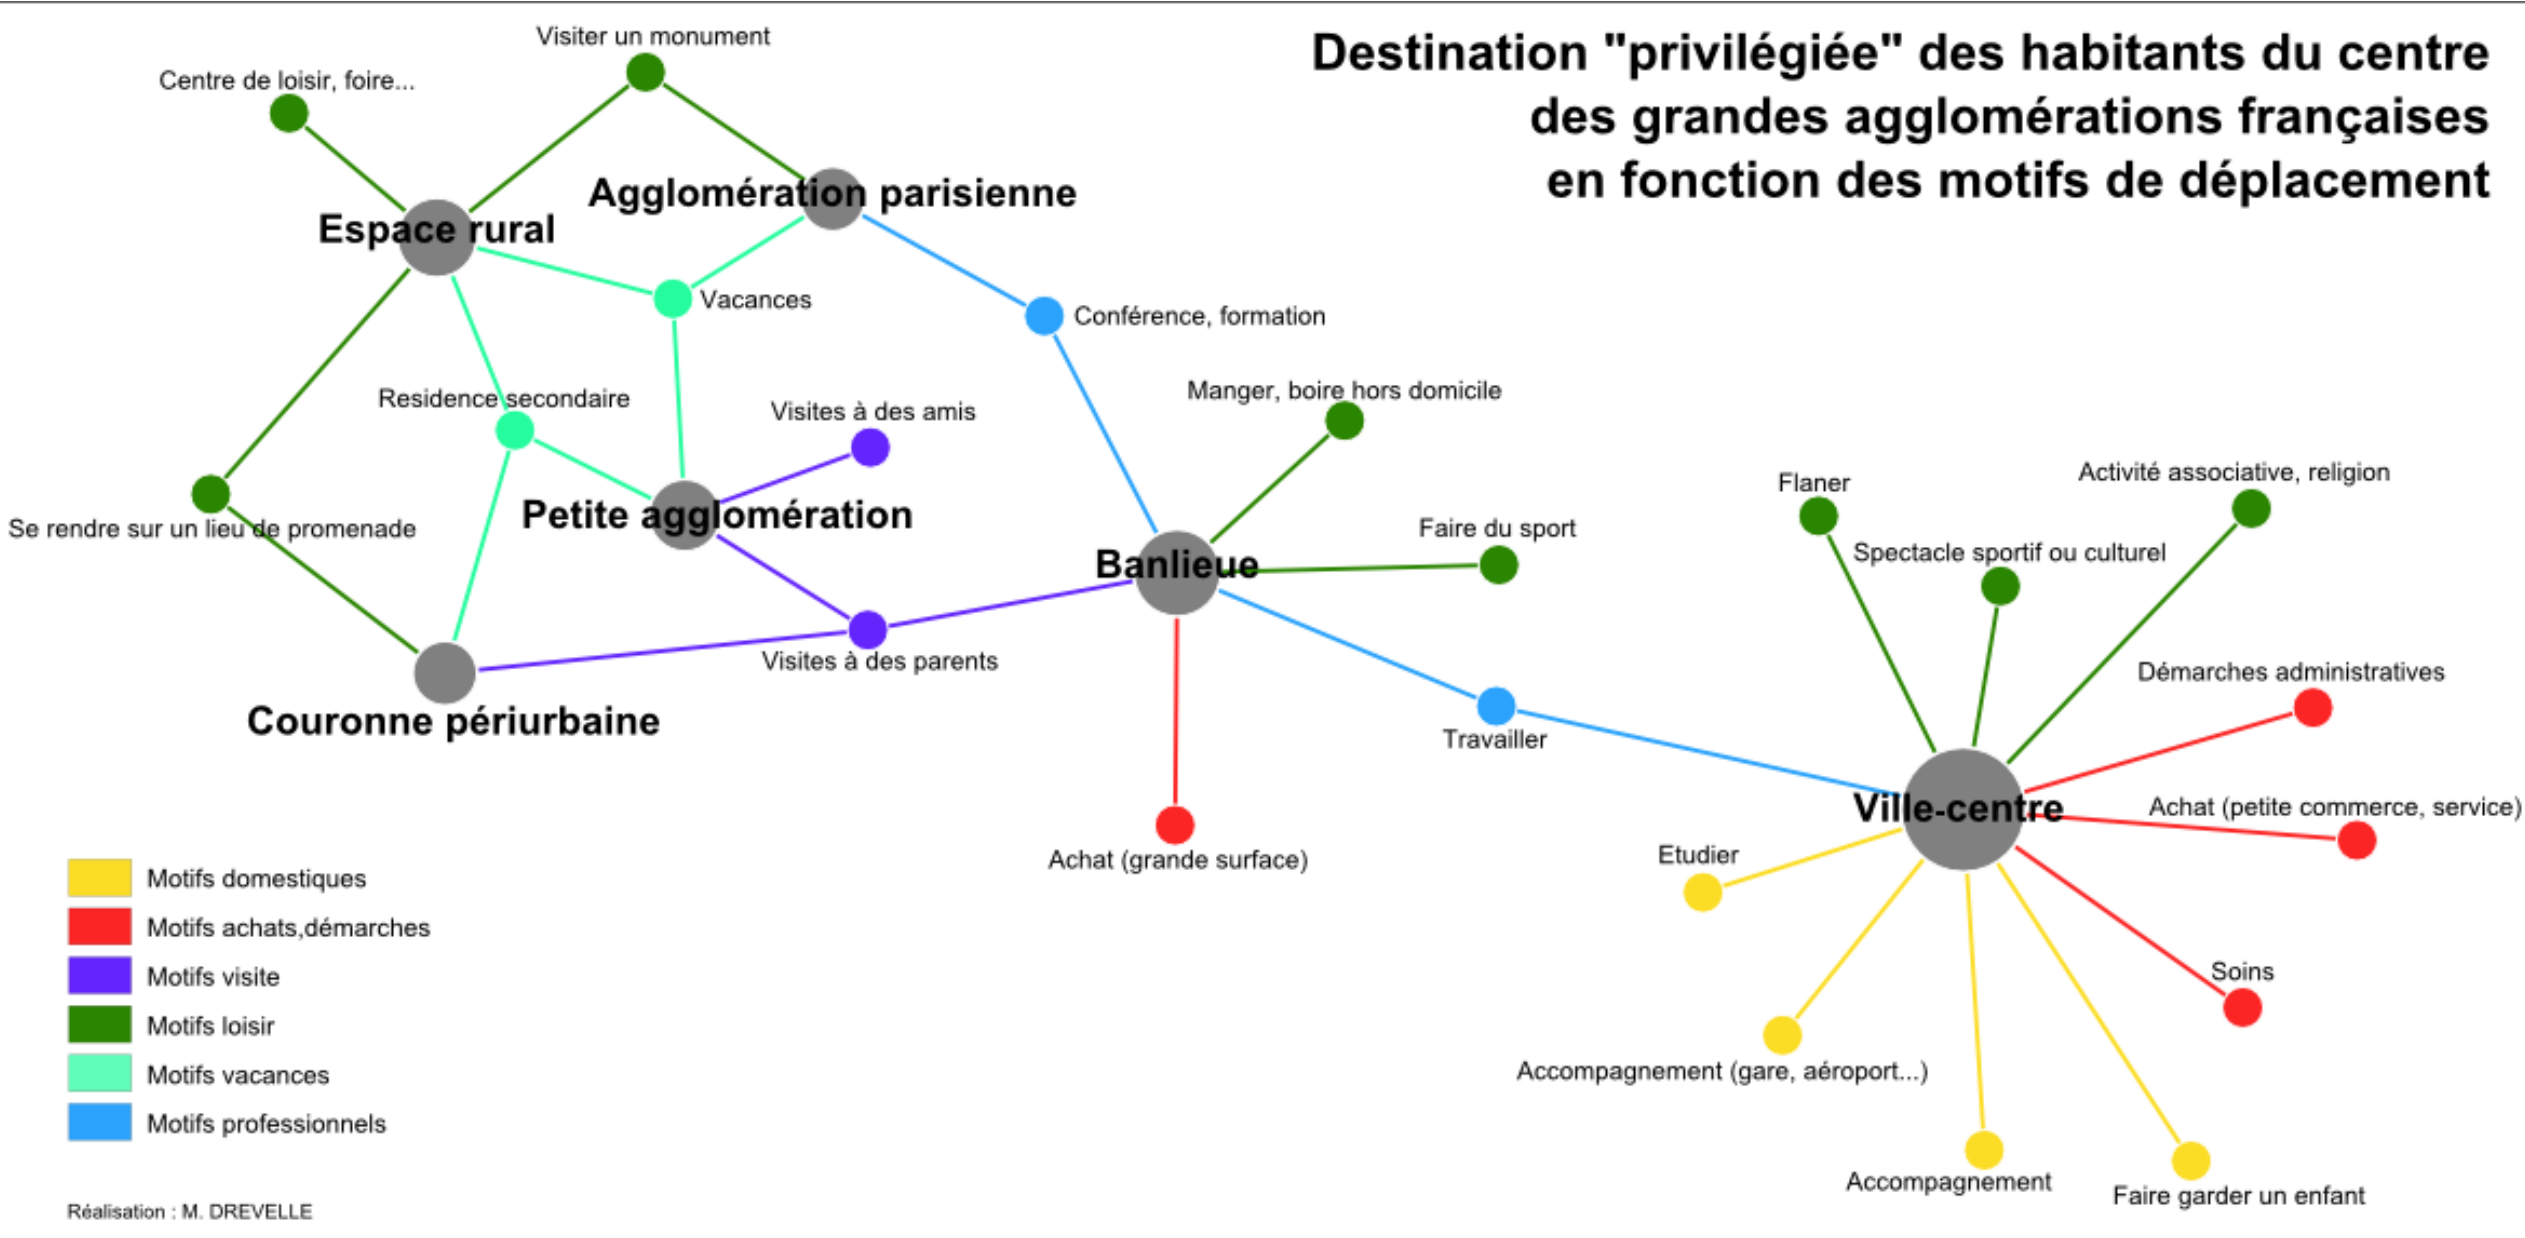 Destination "privilégiée" des habitants du centre
des grandes agglomérations françaises
en fonction des motifs de déplacement
Visiter un monument
Centre de loisir, foire...
Agglomération parisienne
Espace rural
Vacances
Conférence, formation
Residence secondaire
Visites à des amis
Manger, boire hors domicile
Se rendre sur un lieu de promenade
Petite agglomération
Banlieue
Faire du sport
Flaner
Activité associative, religion
Spectacle sportif ou culturel
Visites à des parents
Couronne périurbaine
Travailler
Démarches administratives
Ville-centre
Achat (petite commerce, service)
Achat (grande surface)
Etudier
Soins
Accompagnement (gare, aéroport...)
Accompagnement
Faire garder un enfant
Motifs domestiques
Motifs achats,démarches
Motifs visite
Motifs loisir
Motifs vacances
Motifs professionnels
Réalisation : M. DREVELLE